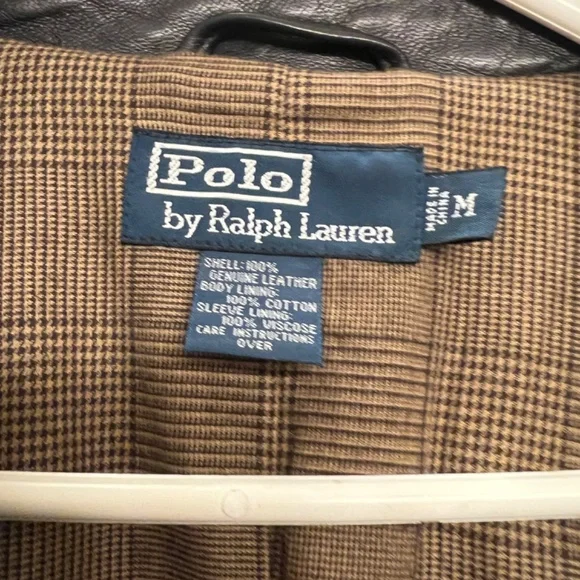 Polo
by Ralph Lauren
M
MADE IN
CHINA
SHELL: 100%
GENUINE LEATHER
BODY LINING:
100% COTTON
SLEEVE LINING:
100% VISCOSE
CARE INSTRUCTIONS
OVER